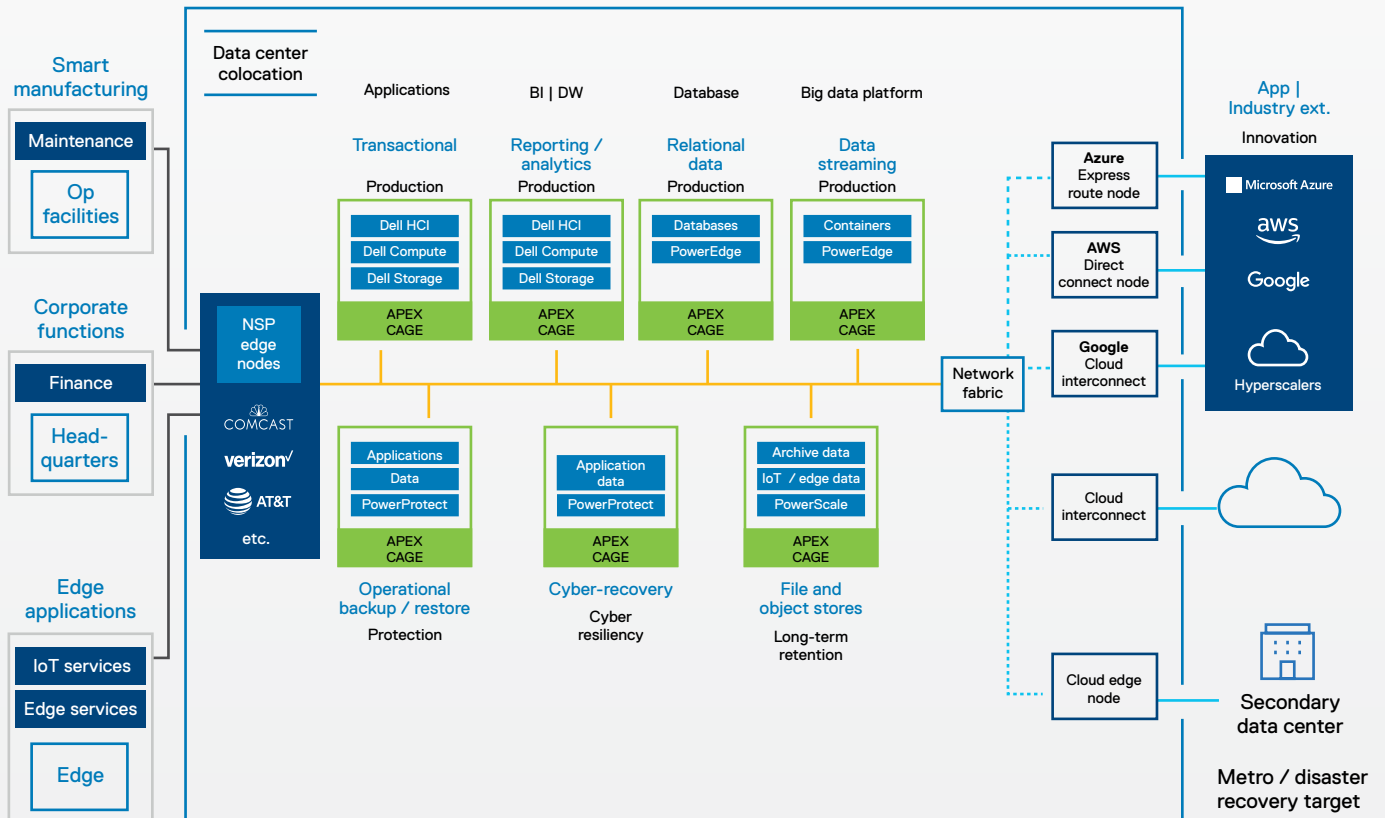 Smart
manufacturing
Maintenance
Op
facilities
Corporate
functions
Finance
Head-
quarters
Edge
applications
IoT services
Edge services
Edge
Data center
colocation
NSP
edge
nodes
COMCAST
verizon✓
AT&T
etc.
Applications
Transactional
Production
Dell HCI
Dell Compute
Dell Storage
APEX
CAGE
BI | DW
Reporting /
analytics
Production
Dell HCI
Dell Compute
Dell Storage
APEX
CAGE
Database
Relational
data
Production
Databases
PowerEdge
APEX
CAGE
Big data platform
Data
streaming
Production
Containers
PowerEdge
APEX
CAGE
Applications
Data
PowerProtect
APEX
CAGE
Operational
backup / restore
Protection
Application
data
PowerProtect
APEX
CAGE
Cyber-recovery
Cyber
resiliency
Archive data
IoT / edge data
PowerScale
APEX
CAGE
File and
object stores
Long-term
retention
Network
fabric
Azure
Express
route node
AWS
Direct
connect node
Google
Cloud
interconnect
Cloud
interconnect
Cloud edge
node
App |
Industry ext.
Innovation
Microsoft Azure
aws
Google
Hyperscalers
Secondary
data center
Metro / disaster
recovery target